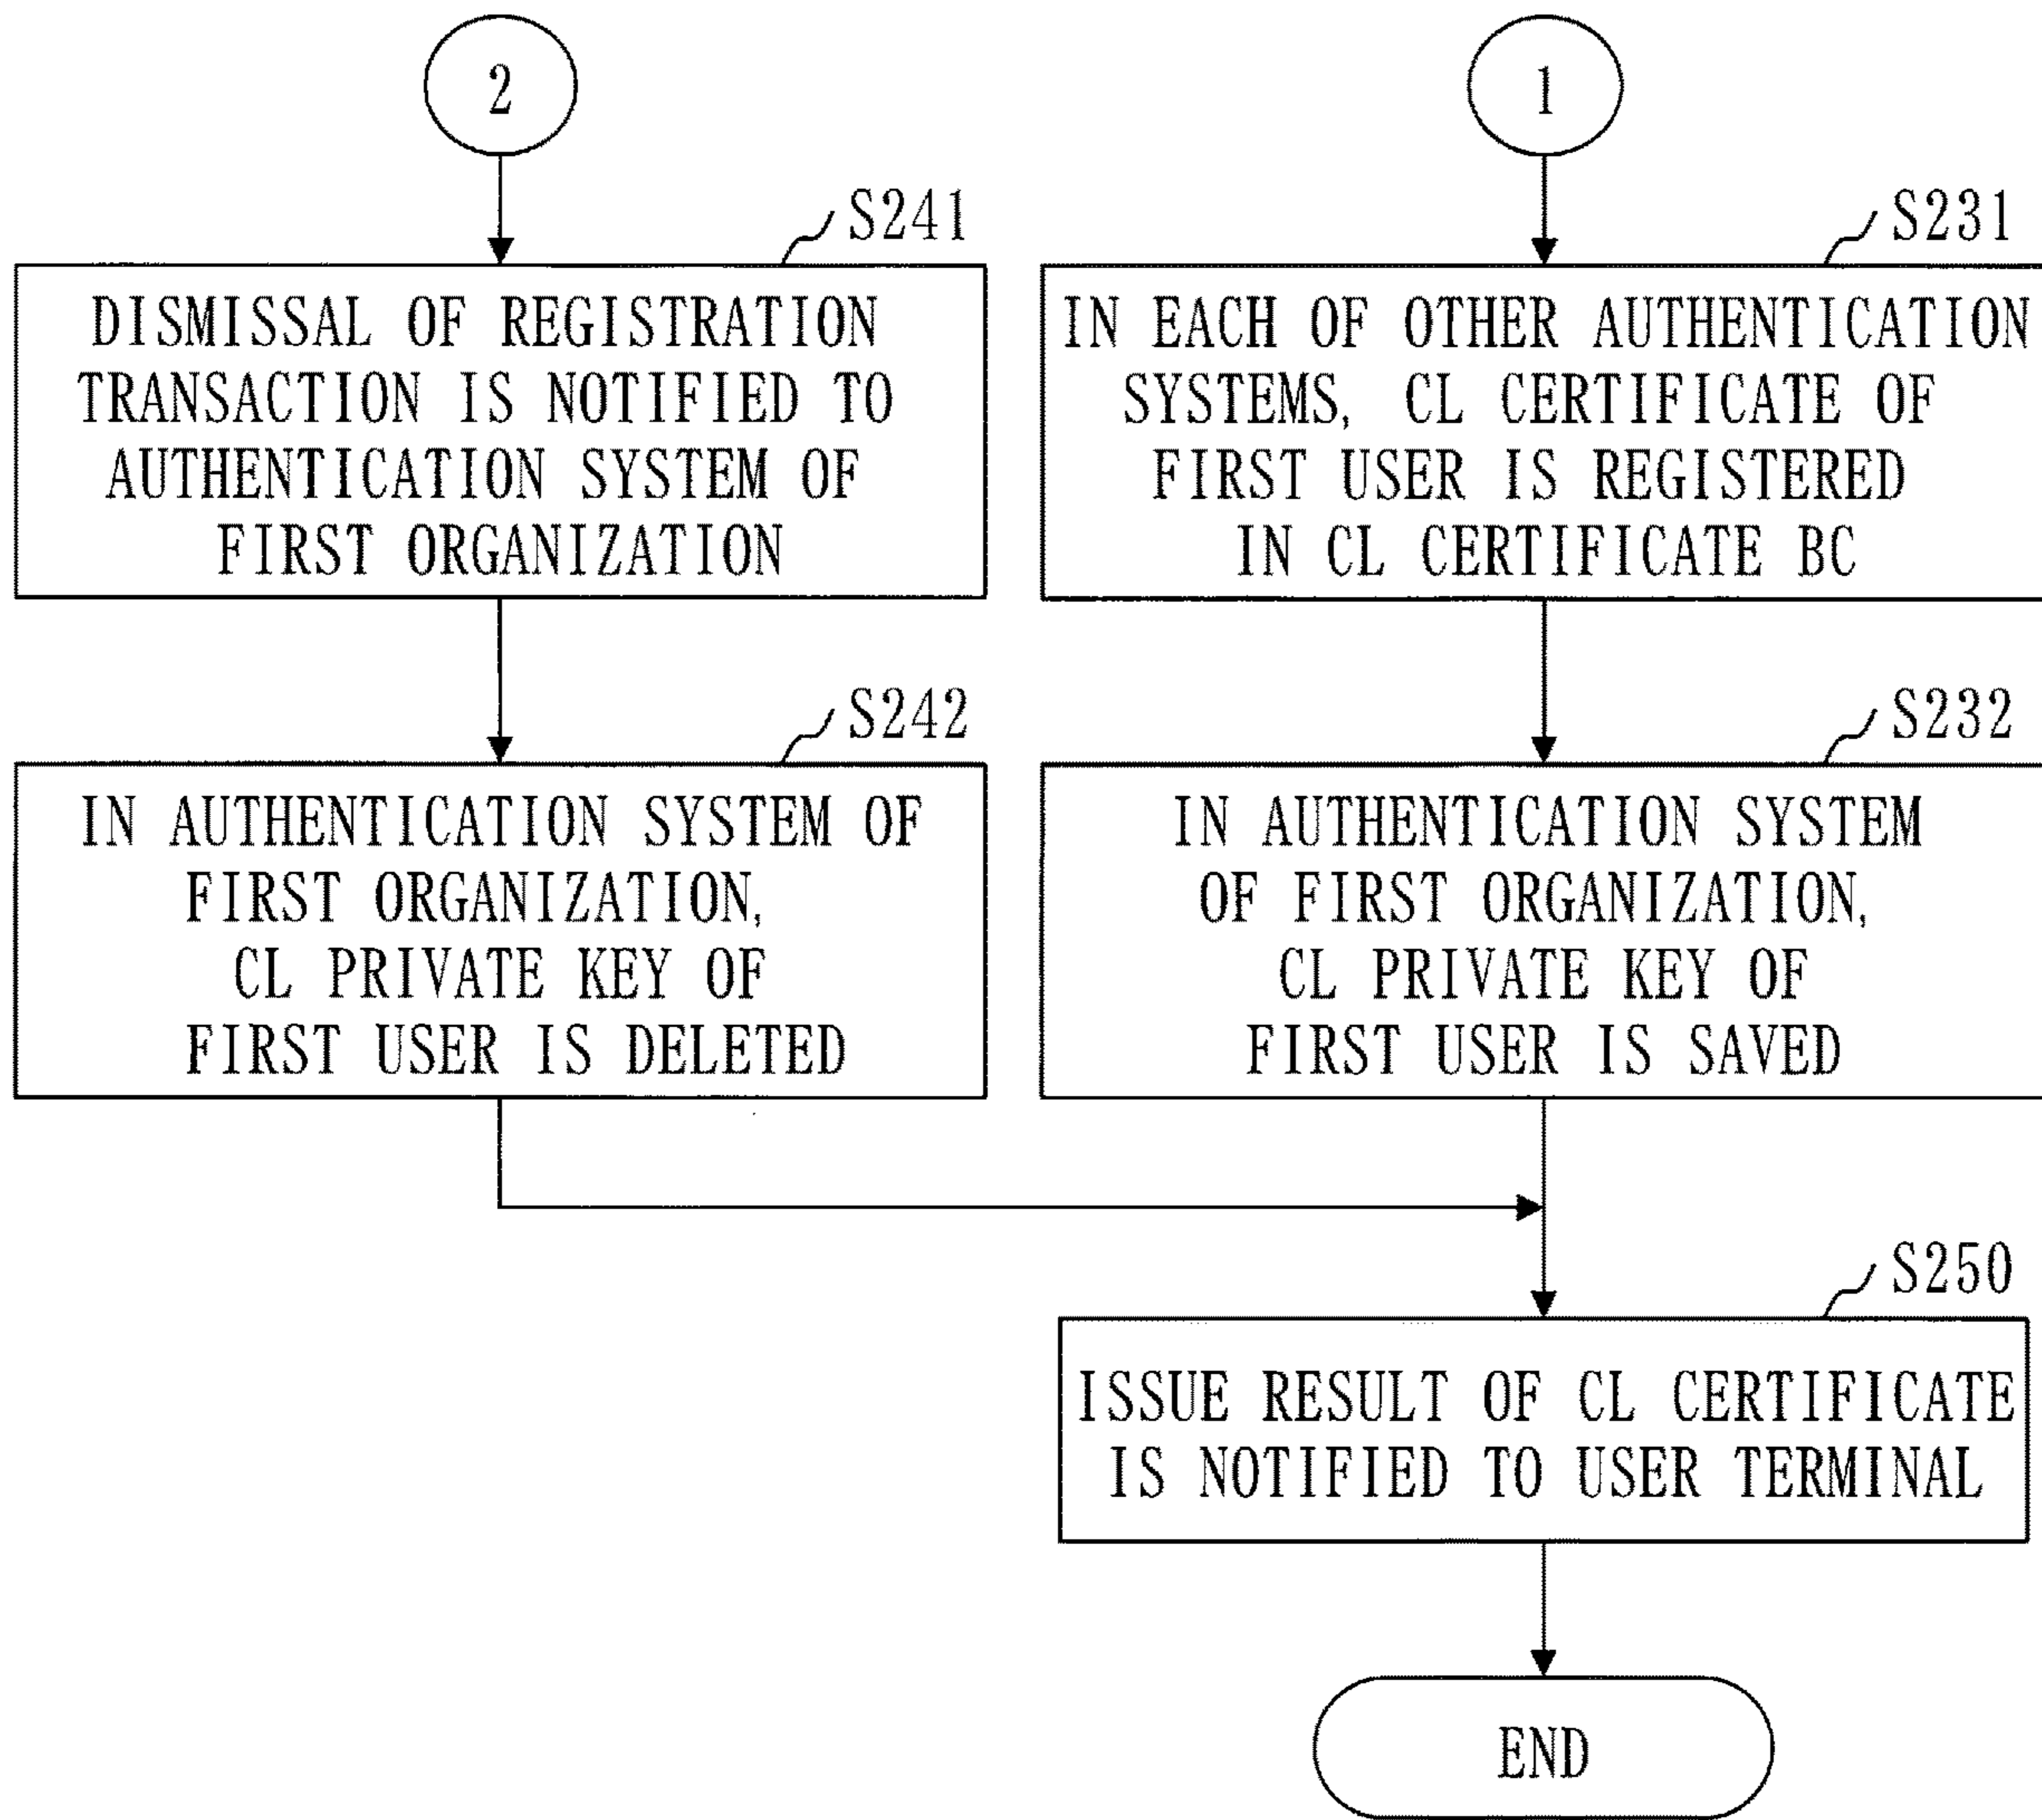 2
S241
DISMISSAL OF REGISTRATION
TRANSACTION IS NOTIFIED TO
AUTHENTICATION SYSTEM OF
FIRST ORGANIZATION
S242
IN AUTHENTICATION SYSTEM OF
FIRST ORGANIZATION,
CL PRIVATE KEY OF
FIRST USER IS DELETED
1
S231
IN EACH OF OTHER AUTHENTICATION
SYSTEMS, CL CERTIFICATE OF
FIRST USER IS REGISTERED
IN CL CERTIFICATE BC
S232
IN AUTHENTICATION SYSTEM
OF FIRST ORGANIZATION,
CL PRIVATE KEY OF
FIRST USER IS SAVED
S250
ISSUE RESULT OF CL CERTIFICATE
IS NOTIFIED TO USER TERMINAL
END